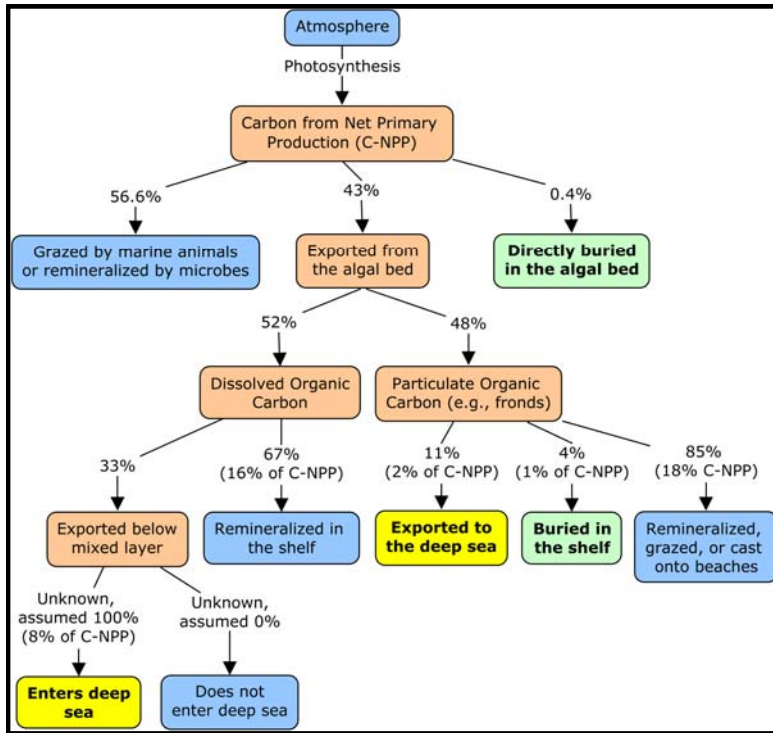 Atmosphere
Photosynthesis
Carbon from Net Primary
Production (C-NPP)
56.6%
43%
0.4%
Grazed by marine animals
or remineralized by microbes
Exported from
the algal bed
Directly buried
in the algal bed
52%
48%
Dissolved Organic
Carbon
Particulate Organic
Carbon (e.g., fronds)
33%
67%
(16% of C-NPP)
11%
(2% of C-NPP)
4%
(1% of C-NPP)
85%
(18% C-NPP)
Exported below
mixed layer
Remineralized in
the shelf
Exported to
the deep sea
Buried in
the shelf
Remineralized,
grazed, or cast
onto beaches
Unknown,
assumed 100%
(8% of C-NPP)
Unknown,
assumed 0%
Enters deep
sea
Does not
enter deep sea